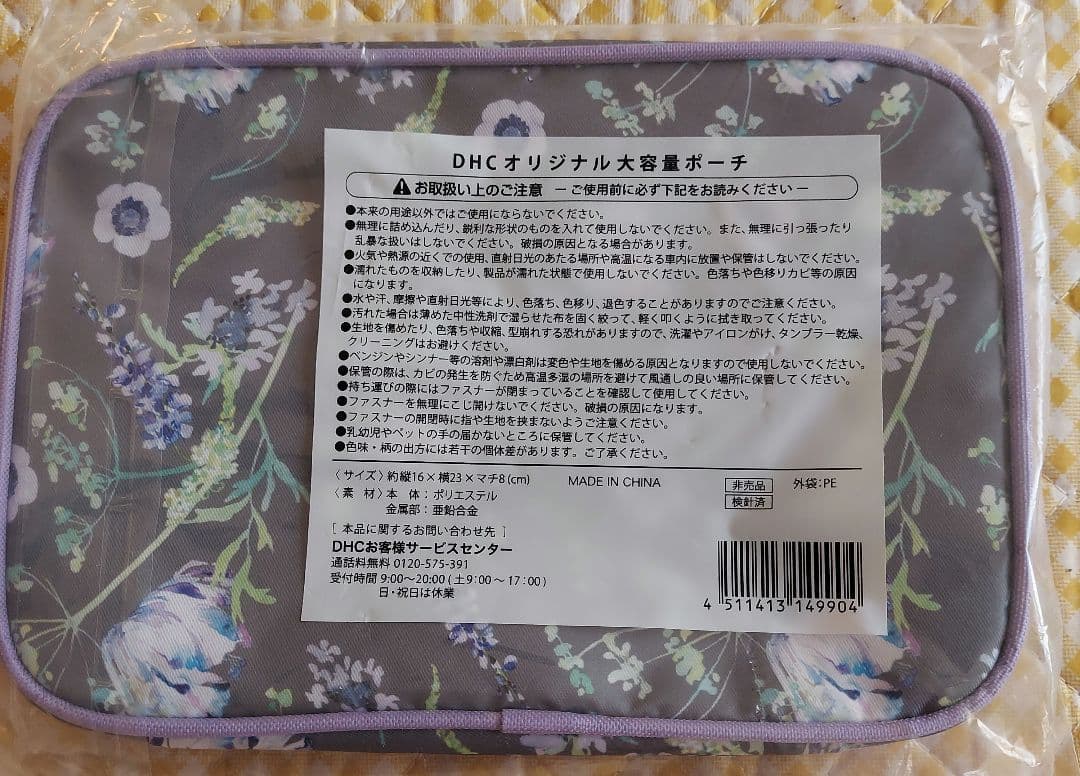 DHCオリジナル大容量ポーチ
お取扱い上のご注意 －ご使用前に必ず下記をお読みください－
●本来の用途以外ではご使用にならないでください。
●無理に詰め込んだり、鋭利な形状のものを入れて使用しないでください。また、無理に引っ張ったり
乱暴な扱いはしないでください。破損の原因となる場合があります。
●火気や熱源の近くでの使用、直射日光のあたる場所や高温になる車内に放置や保管はしないでください。
●濡れたものを収納したり、製品が濡れた状態で使用しないでください。色落ちや色移りカビ等の原因
になります。
●水や汗、摩擦や直射日光等により、色落ち、色移り、退色することがありますのでご注意ください。
●汚れた場合は薄めた中性洗剤で湿らせた布を固く絞って、軽く叩くように拭き取ってください。
●生地を傷めたり、色落ちや収縮、型崩れする恐れがありますので、洗濯やアイロンがけ、タンブラー乾燥、
クリーニングはお避けください。
●ベンジンやシンナー等の溶剤や漂白剤は変色や生地を傷める原因となりますので使用しないでください。
●保管の際は、カビの発生を防ぐため高温多湿の場所を避けて風通しの良い場所に保管してください。
●持ち運びの際にはファスナーが閉まっていることを確認して使用してください。
●ファスナーを無理にこじ開けないでください。破損の原因になります。
●ファスナーの開閉時に指や生地を挟まないようご注意ください。
●乳幼児やペットの手の届かないところに保管してください。
●色味・柄の出方には若干の個体差があります。ご了承ください。
〈サイズ〉約縦16×横23×マチ8(cm) MADE IN CHINA 非売品 外袋:PE
〈素 材〉本 体：ポリエステル 検針済
金属部：亜鉛合金
［本品に関するお問い合わせ先］
DHCお客様サービスセンター
通話料無料 0120-575-391
受付時間 9:00～20:00(土9:00～17:00)
日・祝日は休業
4 511413 149904